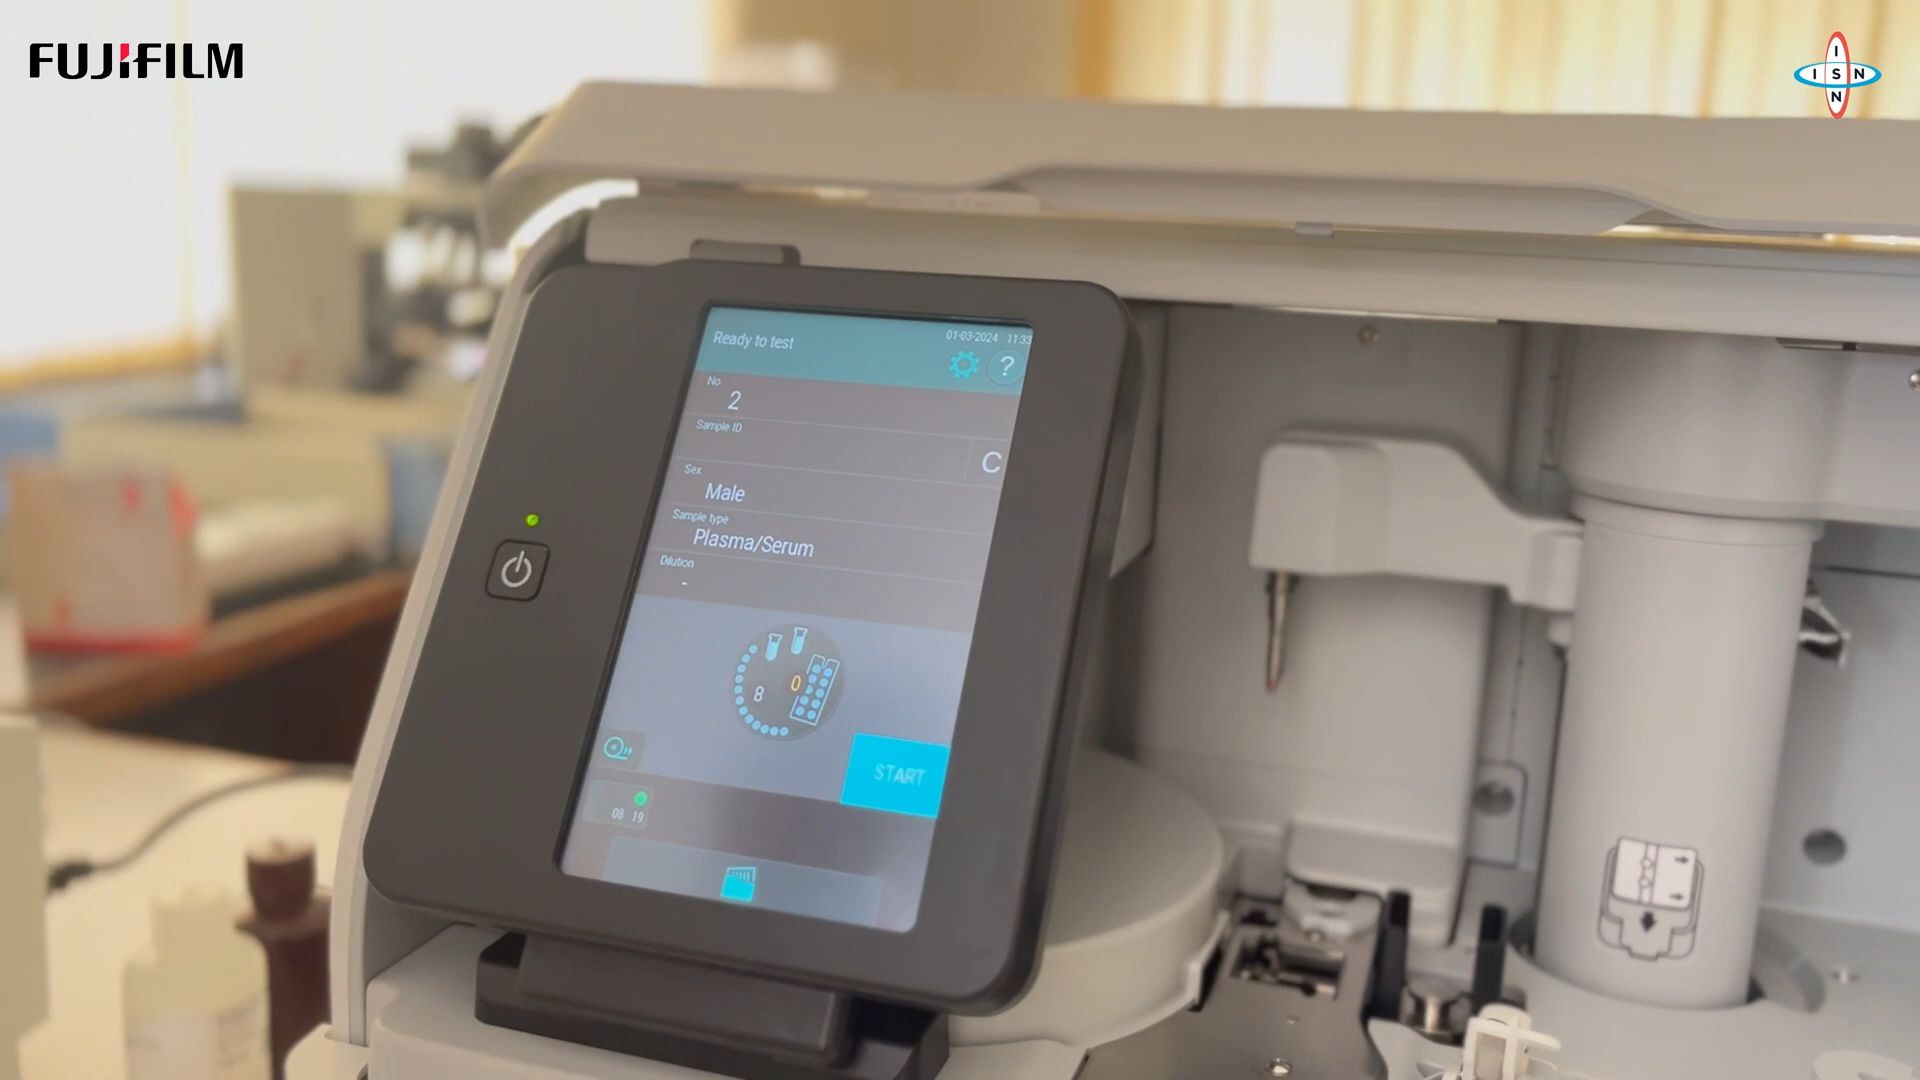 FUJIFILM
I
ISN
N
Ready to test
01-03-2024 11:33
?
No
2
Sample ID
C
Sex
Male
Sample type
Plasma/Serum
Dilution
-
8 0
START
08 19